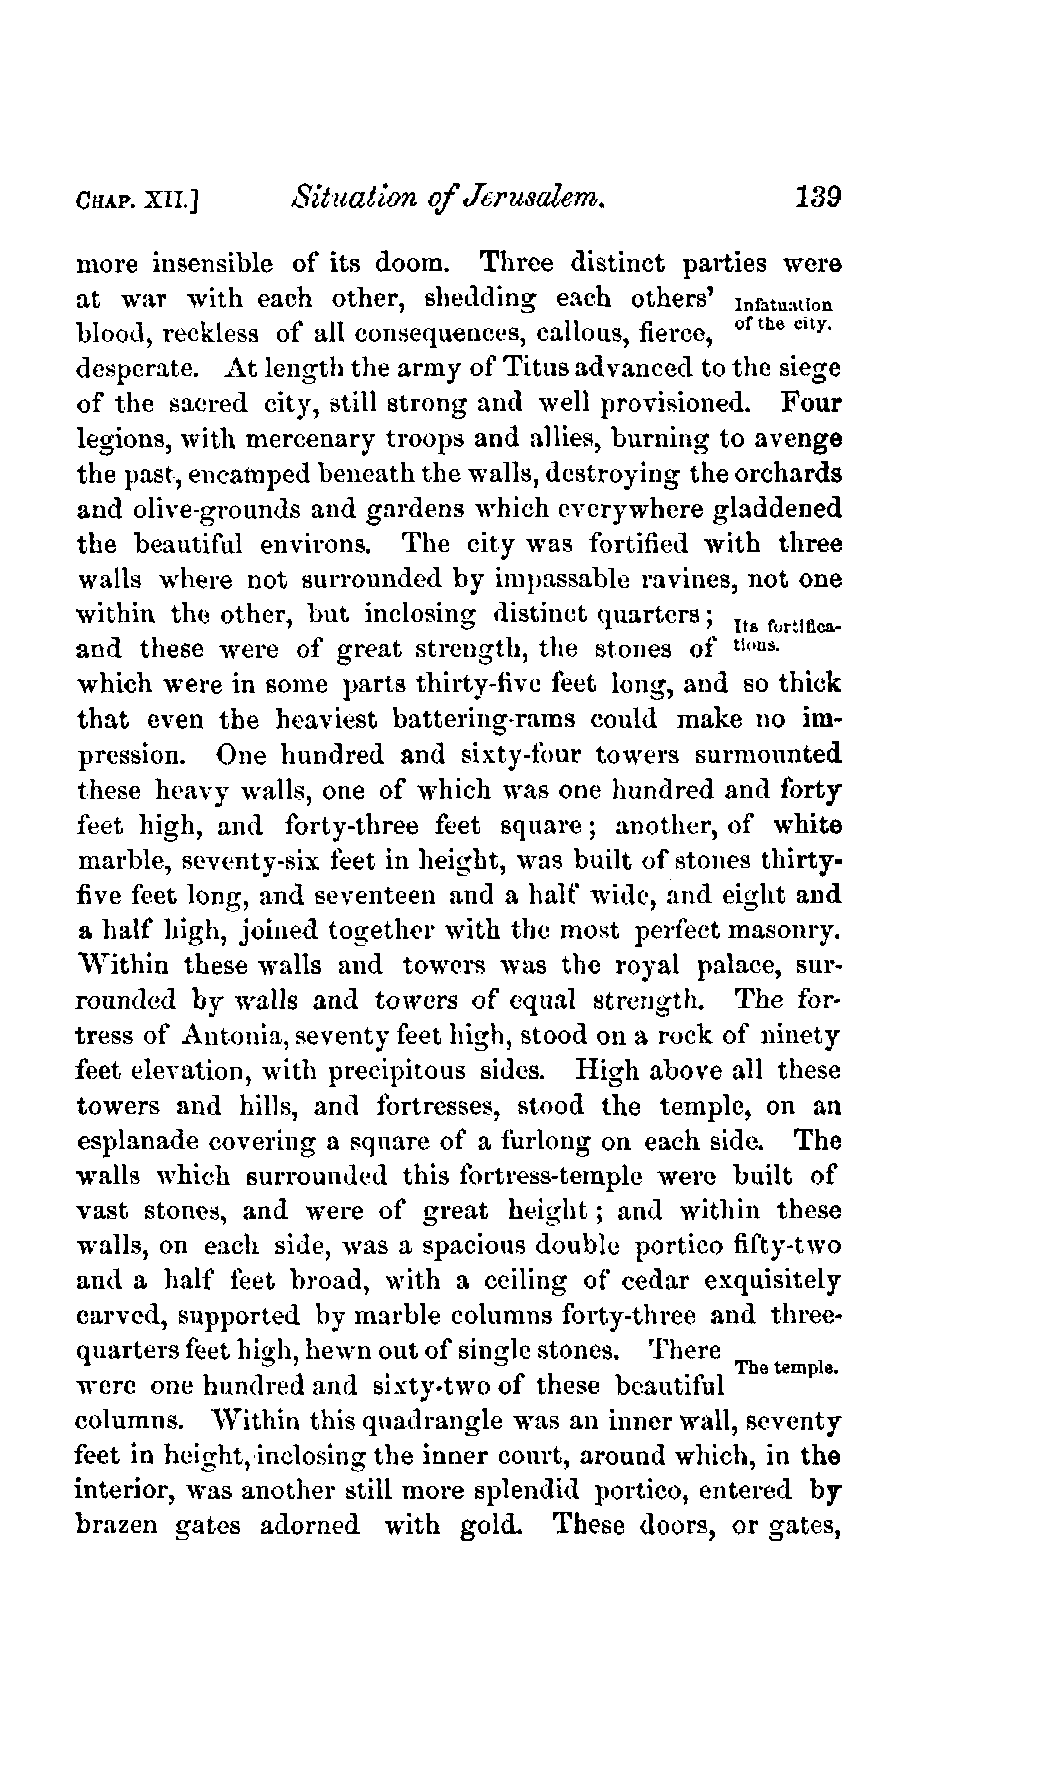 CHAP. XII.] Situation of Jerusalem. 139
more insensible of its doom. Three distinct parties were
at war with each other, shedding each others' Infatuation
blood, reckless of all consequences, callous, fierce, of the city.
desperate. At length the army of Titus advanced to the siege
of the sacred city, still strong and well provisioned. Four
legions, with mercenary troops and allies, burning to avenge
the past, encamped beneath the walls, destroying the orchards
and olive-grounds and gardens which everywhere gladdened
the beautiful environs. The city was fortified with three
walls where not surrounded by impassable ravines, not one
within the other, but inclosing distinct quarters; Its fortifica-
and these were of great strength, the stones of tions.
which were in some parts thirty-five feet long, and so thick
that even the heaviest battering-rams could make no im-
pression. One hundred and sixty-four towers surmounted
these heavy walls, one of which was one hundred and forty
feet high, and forty-three feet square; another, of white
marble, seventy-six feet in height, was built of stones thirty-
five feet long, and seventeen and a half wide, and eight and
a half high, joined together with the most perfect masonry.
Within these walls and towers was the royal palace, sur-
rounded by walls and towers of equal strength. The for-
tress of Antonia, seventy feet high, stood on a rock of ninety
feet elevation, with precipitous sides. High above all these
towers and hills, and fortresses, stood the temple, on an
esplanade covering a square of a furlong on each side. The
walls which surrounded this fortress-temple were built of
vast stones, and were of great height; and within these
walls, on each side, was a spacious double portico fifty-two
and a half feet broad, with a ceiling of cedar exquisitely
carved, supported by marble columns forty-three and three-
quarters feet high, hewn out of single stones. There
The temple.
were one hundred and sixty-two of these beautiful
columns. Within this quadrangle was an inner wall, seventy
feet in height, inclosing the inner court, around which, in the
interior, was another still more splendid portico, entered by
brazen gates adorned with gold. These doors, or gates,